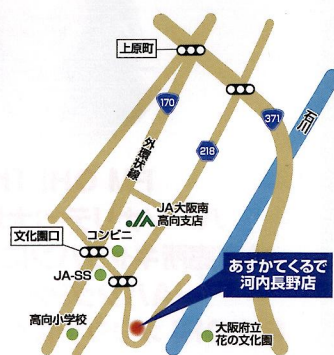 上原町
170
371
石川
外環状線
218
JA大阪南
高向支店
文化園口
コンビニ
JA-SS
あすかてくるで
河内長野店
高向小学校
大阪府立
花の文化園